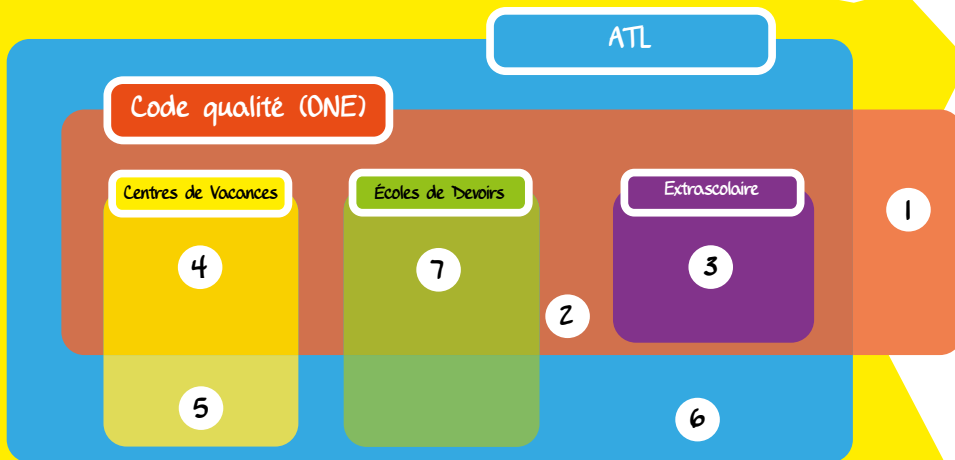 ATL
Code qualité (ONE)
Centres de Vacances
Écoles de Devoirs
Extrascolaire
1
4
7
3
2
5
6